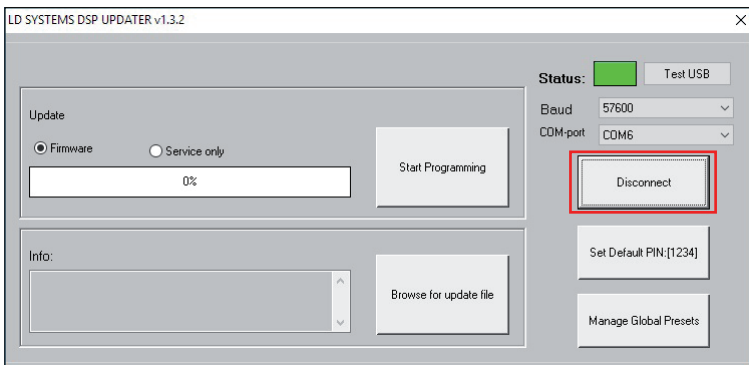 LD SYSTEMS DSP UPDATER v1.3.2
Status:
Test USB
Update
Baud
57600
Firmware
Service only
COM-port
COM6
0%
Start Programming
Disconnect
Info:
Browse for update file
Set Default PIN:[1234]
Manage Global Presets